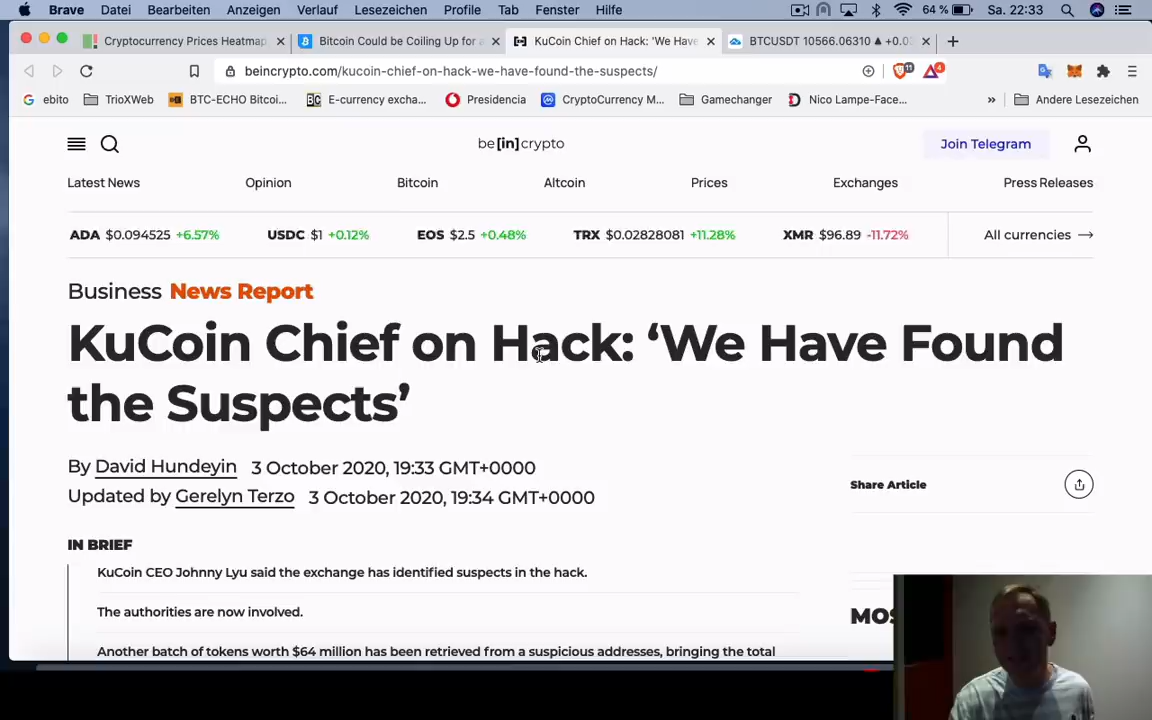 Brave Datei Bearbeiten Anzeigen Verlauf Lesezeichen Profile Tab Fenster Hilfe 64 % Sa. 22:33
Cryptocurrency Prices Heatmap Bitcoin Could be Coiling Up for a KuCoin Chief on Hack: 'We Have BTCUSDT 10566.06310 ▲ +0.03
beincrypto.com/kucoin-chief-on-hack-we-have-found-the-suspects/ 11 4
ebito TrioXWeb BTC-ECHO Bitcoi... E-currency excha... Presidencia CryptoCurrency M... Gamechanger Nico Lampe-Face... » Andere Lesezeichen
be[in]crypto Join Telegram
Latest News Opinion Bitcoin Altcoin Prices Exchanges Press Releases
ADA $0.094525 +6.57% USDC $1 +0.12% EOS $2.5 +0.48% TRX $0.02828081 +11.28% XMR $96.89 -11.72% All currencies →
Business News Report
KuCoin Chief on Hack: ‘We Have Found
the Suspects’
By David Hundeyin 3 October 2020, 19:33 GMT+0000
Updated by Gerelyn Terzo 3 October 2020, 19:34 GMT+0000
Share Article
IN BRIEF
KuCoin CEO Johnny Lyu said the exchange has identified suspects in the hack.
The authorities are now involved.
MOS
Another batch of tokens worth $64 million has been retrieved from a suspicious addresses, bringing the total